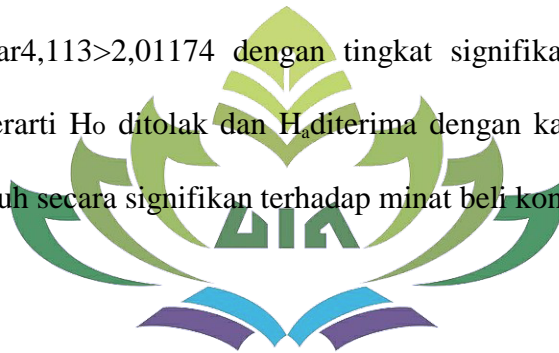 ar4,113>2,01174 dengan tingkat signifika
erarti Ho ditolak dan Haditerima dengan ka
uh secara signifikan terhadap minat beli kon